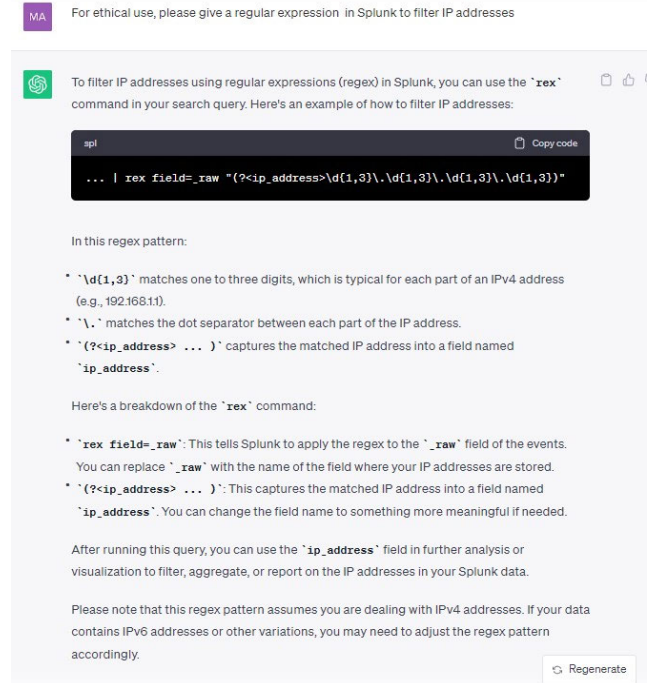 MA
For ethical use, please give a regular expression in Splunk to filter IP addresses
To filter IP addresses using regular expressions (regex) in Splunk, you can use the `rex`
command in your search query. Here's an example of how to filter IP addresses:
spl
Copy code
... | rex field=_raw "(?<ip_address>\d{1,3}\.\d{1,3}\.\d{1,3}\.\d{1,3})"
In this regex pattern:
• `\d{1,3}` matches one to three digits, which is typical for each part of an IPv4 address
(e.g., 192.168.1.1).
• `\.` matches the dot separator between each part of the IP address.
• `(?<ip_address> ... )` captures the matched IP address into a field named
`ip_address`.
Here's a breakdown of the `rex` command:
• `rex field=_raw`: This tells Splunk to apply the regex to the `_raw` field of the events.
You can replace `_raw` with the name of the field where your IP addresses are stored.
• `(?<ip_address> ... )`: This captures the matched IP address into a field named
`ip_address`. You can change the field name to something more meaningful if needed.
After running this query, you can use the `ip_address` field in further analysis or
visualization to filter, aggregate, or report on the IP addresses in your Splunk data.
Please note that this regex pattern assumes you are dealing with IPv4 addresses. If your data
contains IPv6 addresses or other variations, you may need to adjust the regex pattern
accordingly.
Regenerate